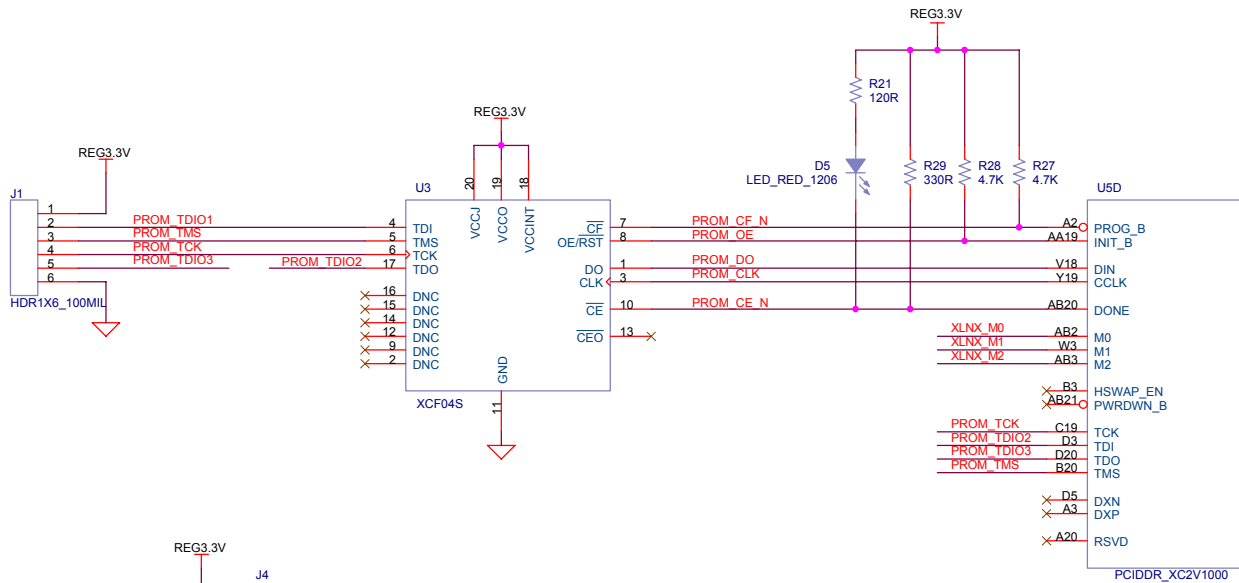 REG3.3V
R21
120R
REG3.3V
REG3.3V
D5
LED_RED_1206
R29
330R
R28
4.7K
R27
4.7K
J1
1
2
3
4
5
6
HDR1X6_100MIL
PROM_TDIO1
PROM_TMS
PROM_TCK
PROM_TDIO3
PROM_TDIO2
U3
20
19
18
VCCJ
VCCO
VCCINT
4 TDI
5 TMS
6 TCK
17 TDO
16 DNC
15 DNC
14 DNC
12 DNC
9 DNC
2 DNC
CF 7 PROM_CF_N
OE/RST 8 PROM_OE
DO 1 PROM_DO
CLK 3 PROM_CLK
CE 10 PROM_CE_N
CEO 13
GND
11
XCF04S
U5D
A2 PROG_B
AA19 INIT_B
V18 DIN
Y19 CCLK
AB20 DONE
XLNX_M0 AB2 M0
XLNX_M1 W3 M1
XLNX_M2 AB3 M2
B3 HSWAP_EN
AB21 PWRDWN_B
PROM_TCK C19 TCK
PROM_TDIO2 D3 TDI
PROM_TDIO3 D20 TDO
PROM_TMS B20 TMS
D5 DXN
A3 DXP
A20 RSVD
PCIDDR_XC2V1000
REG3.3V
J4